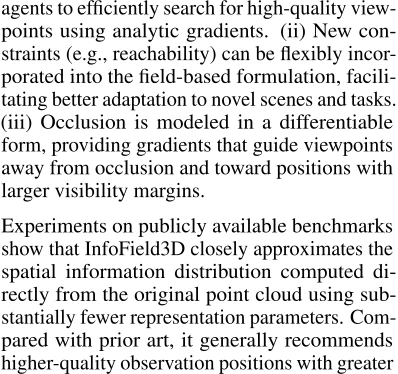 agents to efficiently search for high-quality view-
points using analytic gradients. (ii) New con-
straints (e.g., reachability) can be flexibly incor-
porated into the field-based formulation, facili-
tating better adaptation to novel scenes and tasks.
(iii) Occlusion is modeled in a differentiable
form, providing gradients that guide viewpoints
away from occlusion and toward positions with
larger visibility margins.
Experiments on publicly available benchmarks
show that InfoField3D closely approximates the
spatial information distribution computed di-
rectly from the original point cloud using sub-
stantially fewer representation parameters. Com-
pared with prior art, it generally recommends
higher-quality observation positions with greater